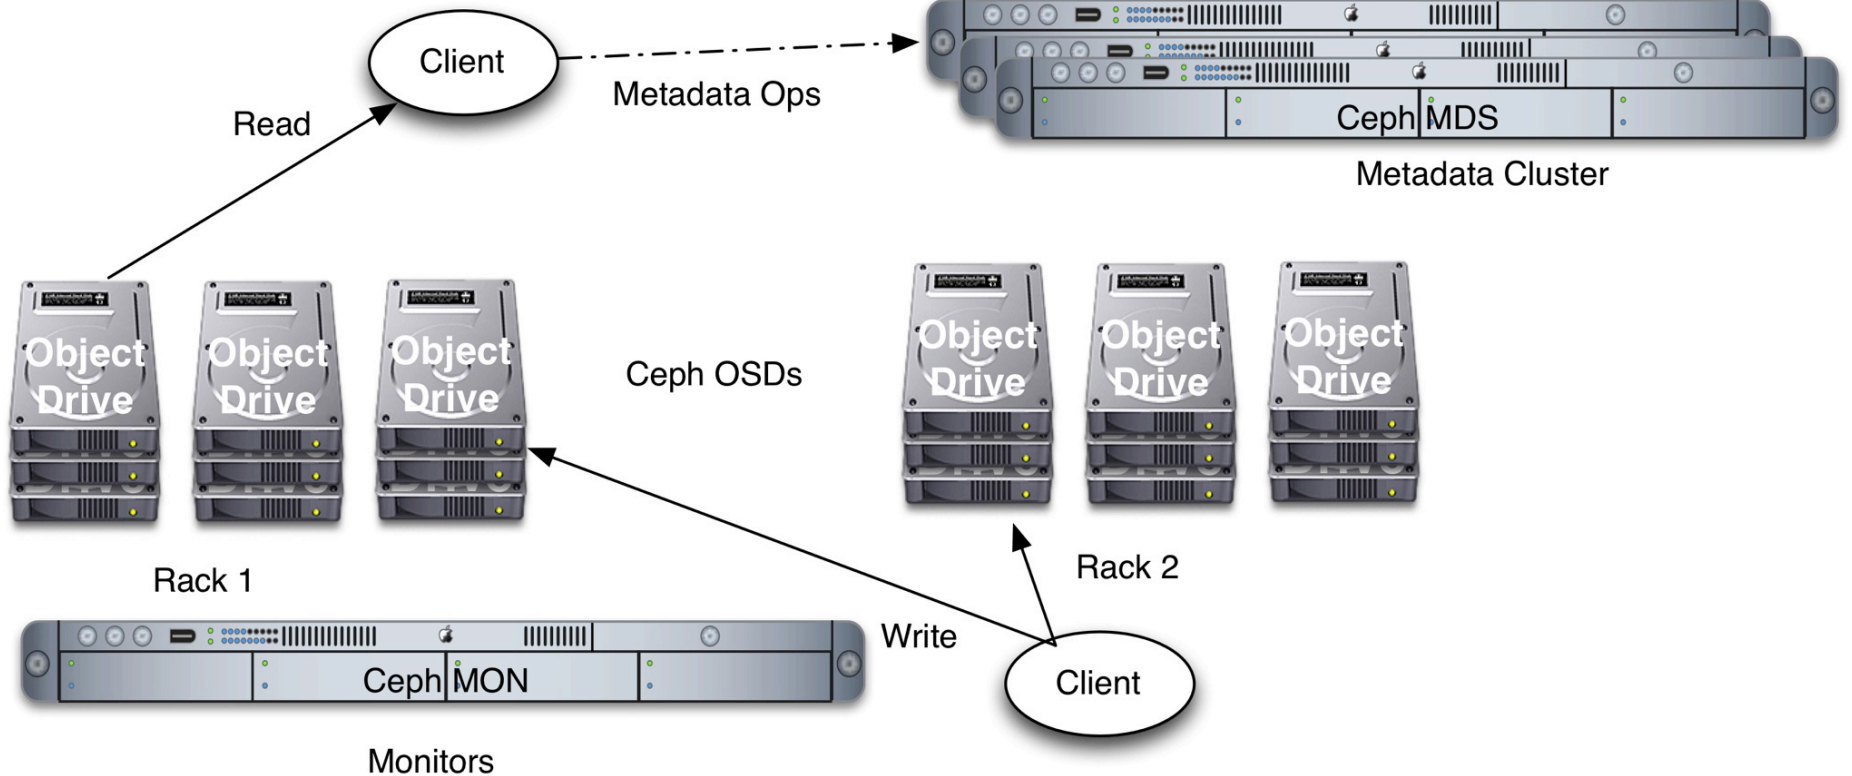 Client
Metadata Ops
Read
Ceph MDS
Metadata Cluster
Object
Drive
Object
Drive
Object
Drive
Ceph OSDs
Object
Drive
Object
Drive
Object
Drive
Rack 1
Rack 2
Write
Ceph MON
Client
Monitors